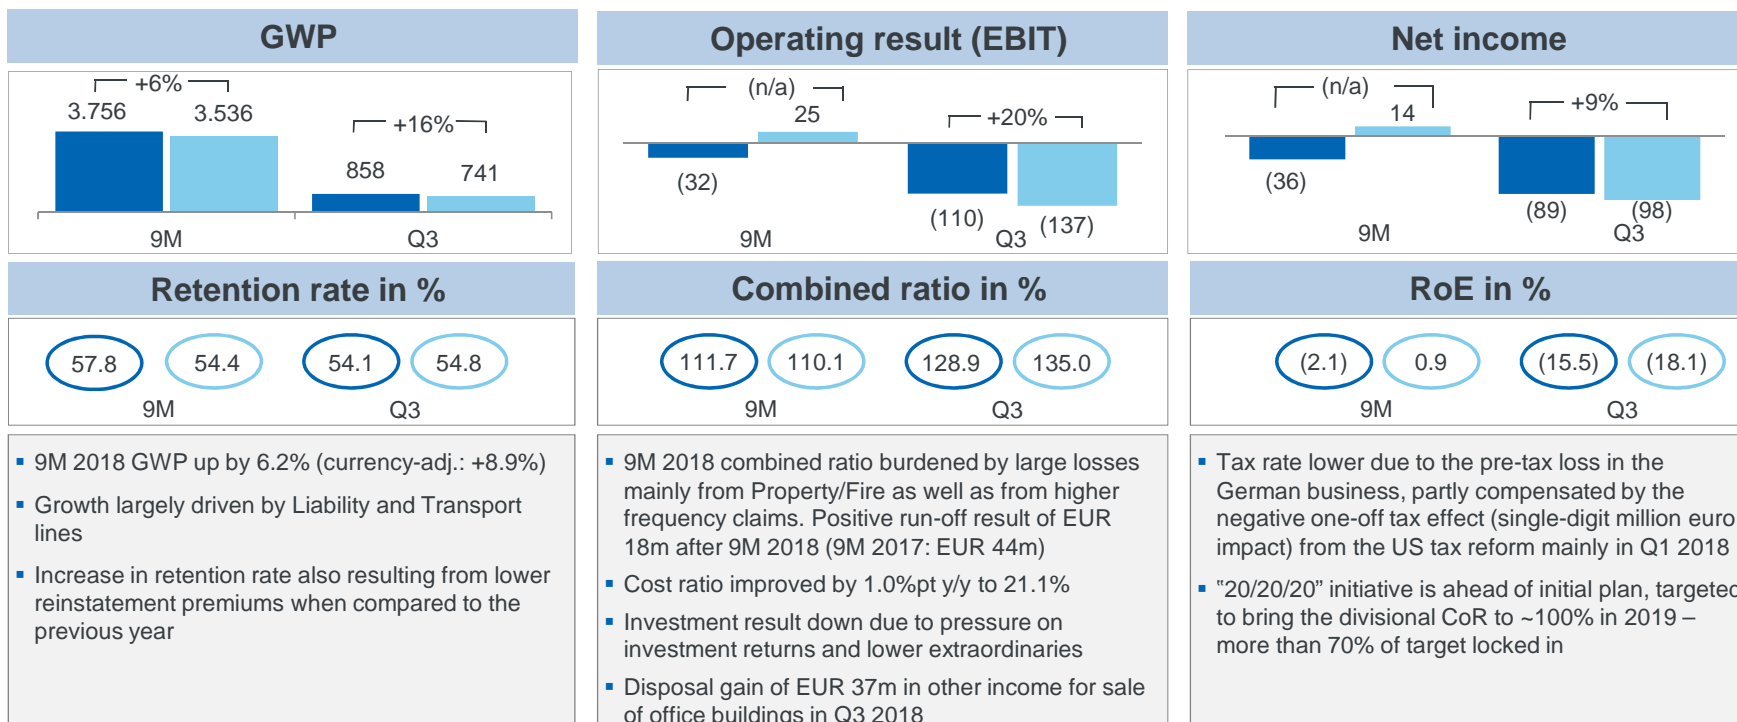 GWP
+6%
3.756
3.536
+16%
858
741
9M
Q3
Operating result (EBIT)
(n/a)
25
+20%
(32)
(110)
(137)
9M
Q3
Net income
(n/a)
14
+9%
(36)
(89)
(98)
9M
Q3
Retention rate in %
57.8
54.4
54.1
54.8
9M
Q3
Combined ratio in %
111.7
110.1
128.9
135.0
9M
Q3
RoE in %
(2.1)
0.9
(15.5)
(18.1)
9M
Q3
▪ 9M 2018 GWP up by 6.2% (currency-adj.: +8.9%)
▪ Growth largely driven by Liability and Transport
lines
▪ Increase in retention rate also resulting from lower
reinstatement premiums when compared to the
previous year
▪ 9M 2018 combined ratio burdened by large losses
mainly from Property/Fire as well as from higher
frequency claims. Positive run-off result of EUR
18m after 9M 2018 (9M 2017: EUR 44m)
▪ Cost ratio improved by 1.0%pt y/y to 21.1%
▪ Investment result down due to pressure on
investment returns and lower extraordinaries
▪ Disposal gain of EUR 37m in other income for sale
of office buildings in Q3 2018
▪ Tax rate lower due to the pre-tax loss in the
German business, partly compensated by the
negative one-off tax effect (single-digit million euro
impact) from the US tax reform mainly in Q1 2018
▪ "20/20/20” initiative is ahead of initial plan, targeted
to bring the divisional CoR to ~100% in 2019 –
more than 70% of target locked in